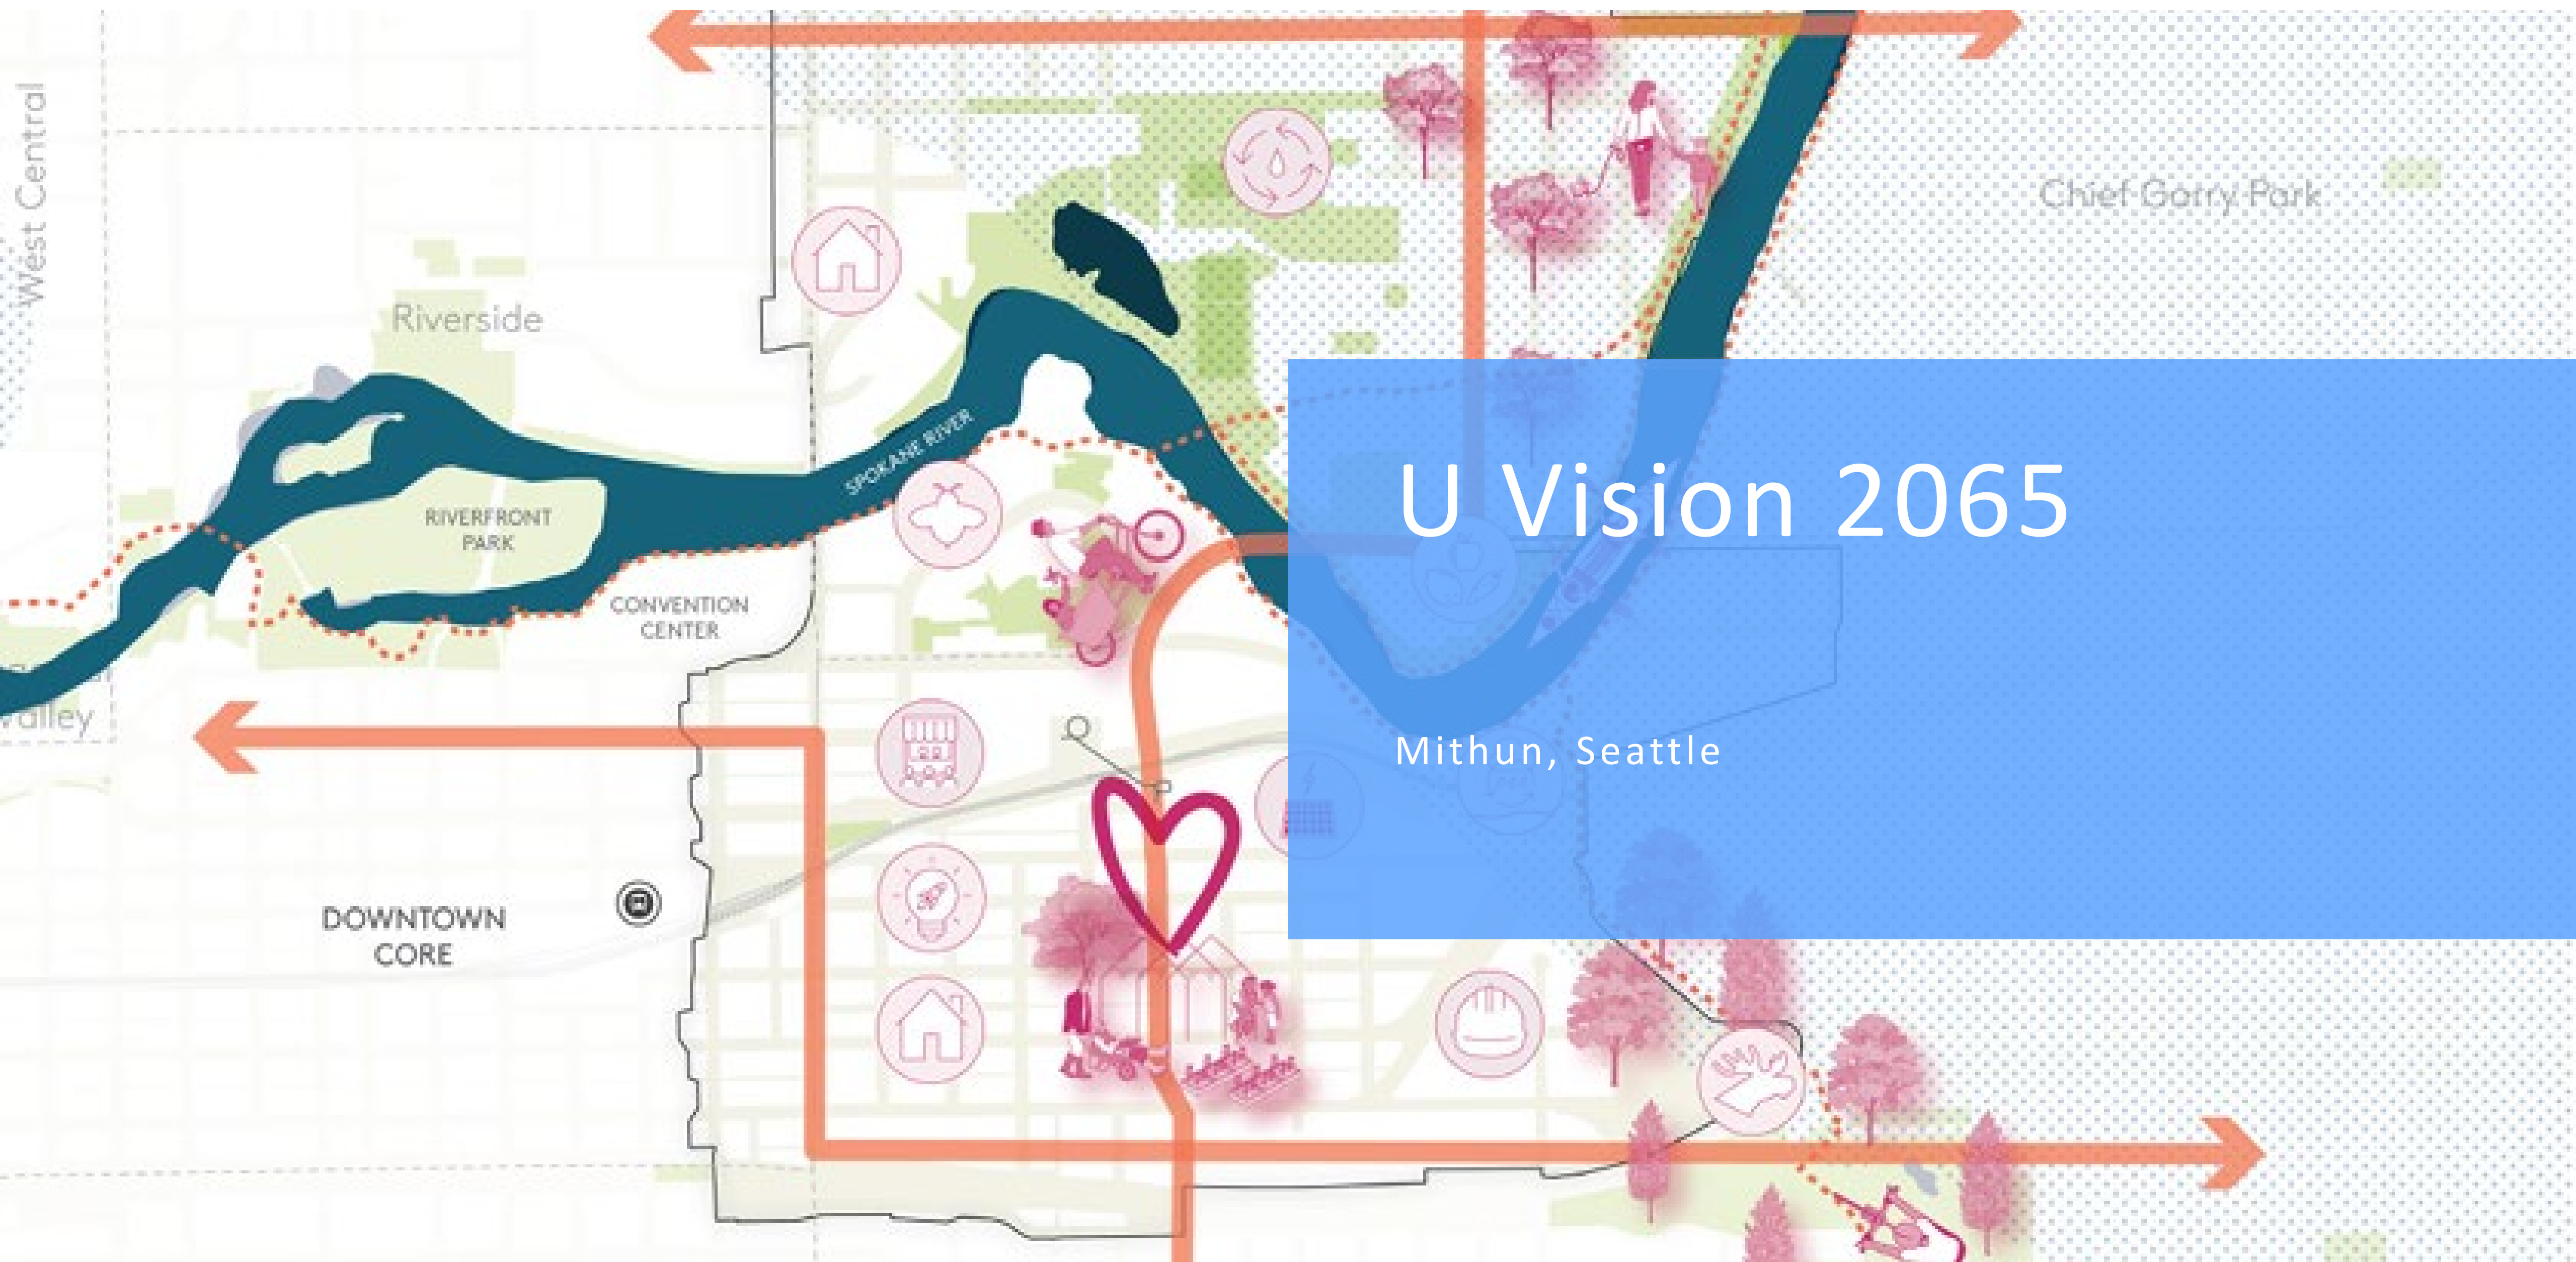 West Central
Chief Garry Park
Riverside
SPOKANE RIVER
RIVERFRONT
PARK
U Vision 2065
CONVENTION
CENTER
Valley
Mithun, Seattle
DOWNTOWN
CORE